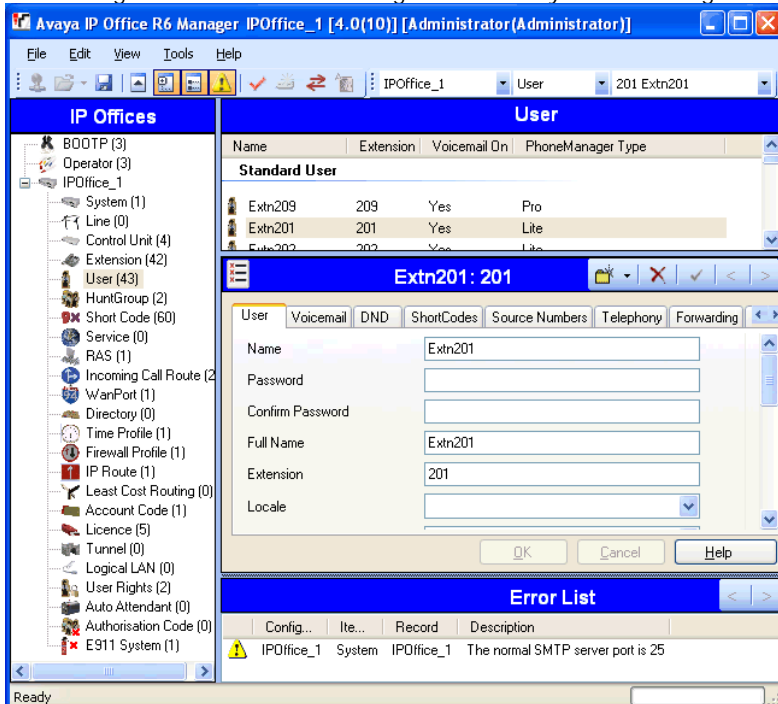 Avaya IP Office R6 Manager IPOffice_1 [4.0(10)] [Administrator(Administrator)]
File Edit View Tools Help
IPOffice_1 User 201 Extn201
IP Offices
BOOTP (3)
Operator (3)
IPOffice_1
System (1)
Line (0)
Control Unit (4)
Extension (42)
User (43)
HuntGroup (2)
Short Code (60)
Service (0)
RAS (1)
Incoming Call Route (2
WanPort (1)
Directory (0)
Time Profile (1)
Firewall Profile (1)
IP Route (1)
Least Cost Routing (0)
Account Code (1)
Licence (5)
Tunnel (0)
Logical LAN (0)
User Rights (2)
Auto Attendant (0)
Authorisation Code (0)
E911 System (1)
User
Name Extension Voicemail On PhoneManager Type
Standard User
Extn209 209 Yes Pro
Extn201 201 Yes Lite
Extn201: 201
User Voicemail DND ShortCodes Source Numbers Telephony Forwarding
Name Extn201
Password
Confirm Password
Full Name Extn201
Extension 201
Locale
OK Cancel Help
Error List
Config... Ite... Record Description
IPOffice_1 System IPOffice_1 The normal SMTP server port is 25
Ready